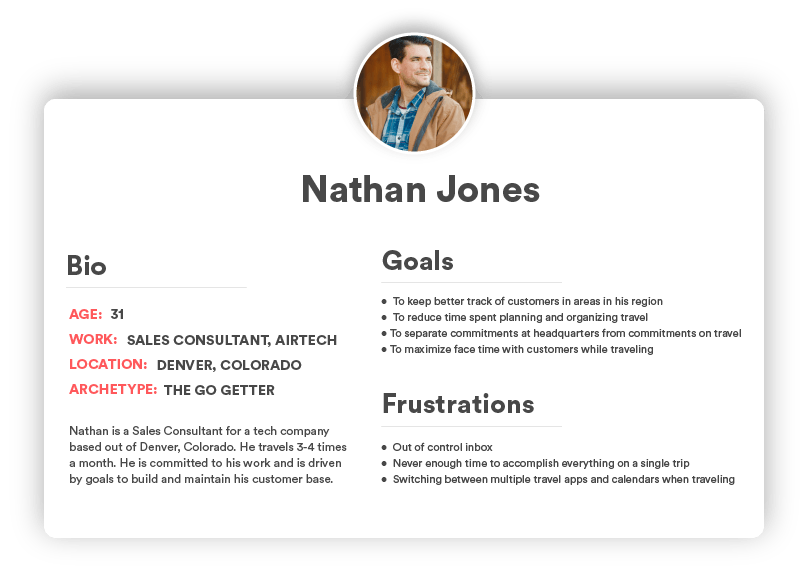 Nathan Jones
Bio
AGE: 31
WORK: SALES CONSULTANT, AIRTECH
LOCATION: DENVER, COLORADO
ARCHETYPE: THE GO GETTER
Nathan is a Sales Consultant for a tech company
based out of Denver, Colorado. He travels 3-4 times
a month. He is committed to his work and is driven
by goals to build and maintain his customer base.
Goals
• To keep better track of customers in areas in his region
• To reduce time spent planning and organizing travel
• To separate commitments at headquarters from commitments on travel
• To maximize face time with customers while traveling
Frustrations
• Out of control inbox
• Never enough time to accomplish everything on a single trip
• Switching between multiple travel apps and calendars when traveling